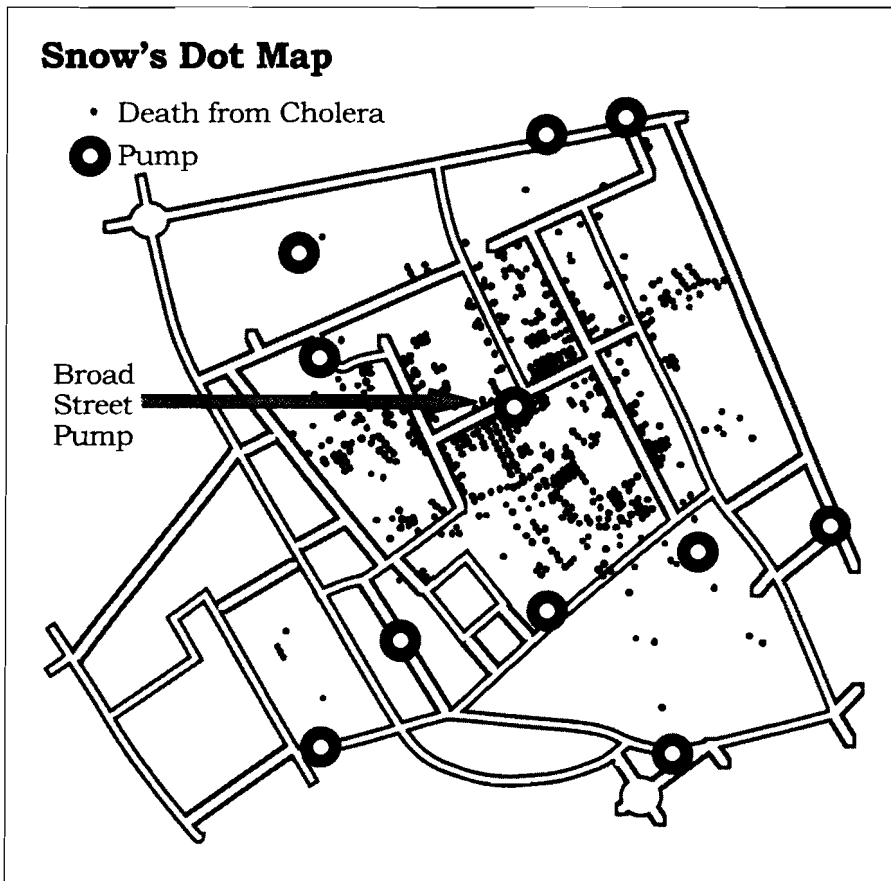 Snow's Dot Map
Death from Cholera
Pump
Broad
Street
Pump